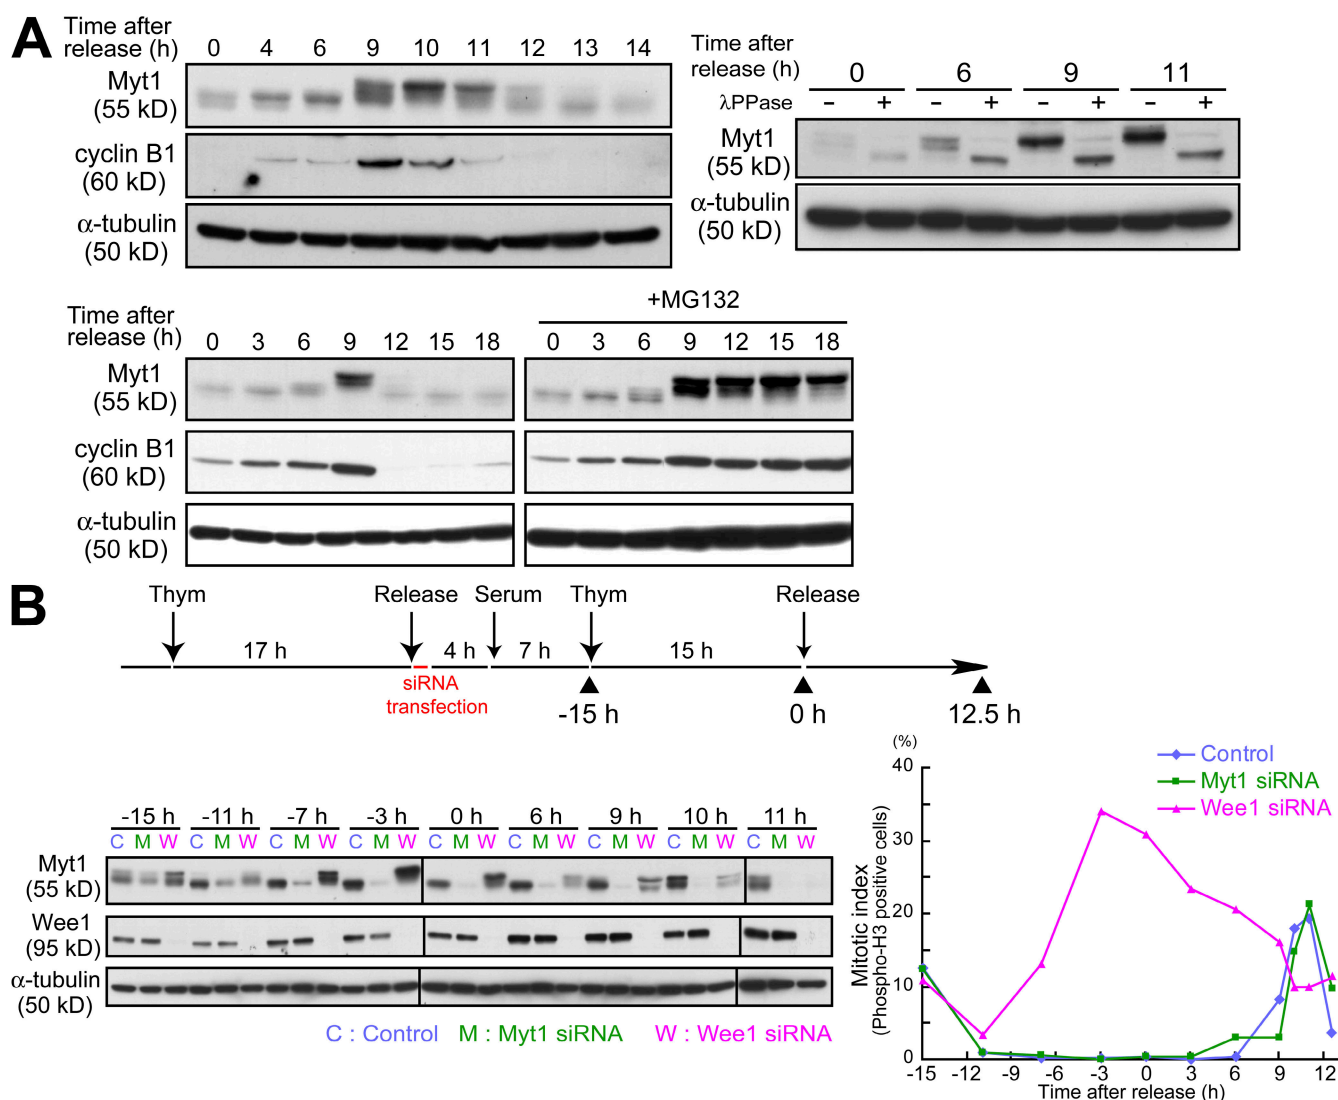 A
Time after
release (h)
0 4 6 9 10 11 12 13 14
Myt1
(55 kD)
cyclin B1
(60 kD)
α-tubulin
(50 kD)
Time after
release (h)
0 6 9 11
λPPase
- + - + - + - +
Myt1
(55 kD)
α-tubulin
(50 kD)
Time after
release (h)
0 3 6 9 12 15 18
+MG132
0 3 6 9 12 15 18
Myt1
(55 kD)
cyclin B1
(60 kD)
α-tubulin
(50 kD)
B
Thym Release Serum Thym Release
17 h 4 h 7 h 15 h
siRNA
transfection
-15 h 0 h 12.5 h
-15 h -11 h -7 h -3 h 0 h 6 h 9 h 10 h 11 h
C M W C M W C M W C M W C M W C M W C M W C M W C M W
Myt1
(55 kD)
Wee1
(95 kD)
α-tubulin
(50 kD)
C : Control M : Myt1 siRNA W : Wee1 siRNA
(%)
40
30
20
10
0
Mitotic index
(Phospho-H3 positive cells)
Control
Myt1 siRNA
Wee1 siRNA
-15 -12 -9 -6 -3 0 3 6 9 12
Time after release (h)